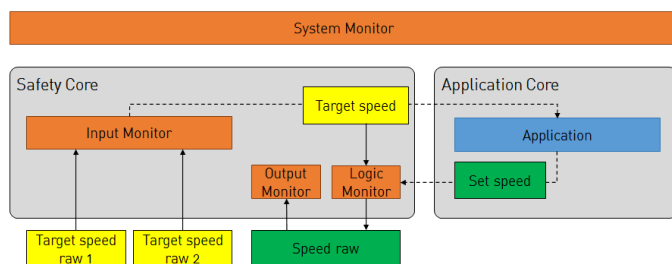 System Monitor
Safety Core
Application Core
Target speed
Input Monitor
Application
Output
Monitor
Logic
Monitor
Set speed
Target speed
raw 1
Target speed
raw 2
Speed raw